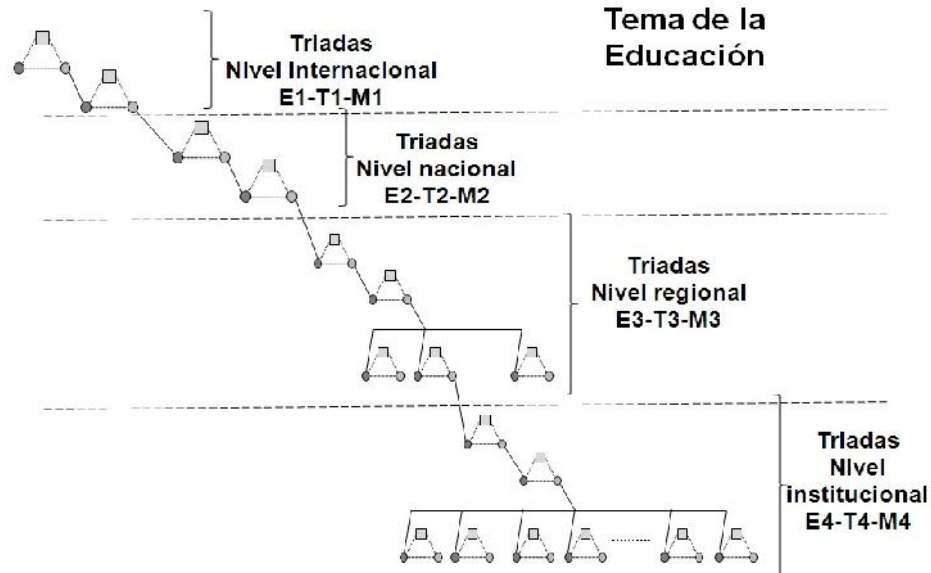 Tema de la
Educación
Triadas
Nivel Internacional
E1-T1-M1
Triadas
Nivel nacional
E2-T2-M2
Triadas
Nivel regional
E3-T3-M3
Triadas
Nivel
institucional
E4-T4-M4